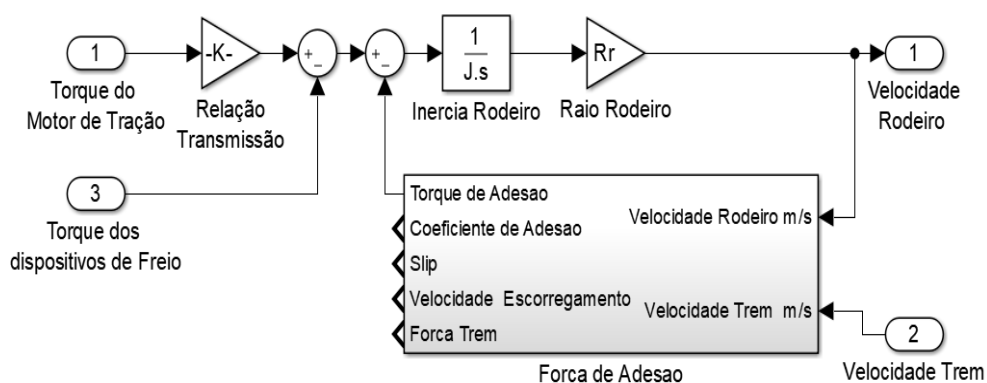 1
Torque do
Motor de Tração
-K-
Relação
Transmissão
+
-
+
-
1
J.s
Inercia Rodeiro
Rr
Raio Rodeiro
1
Velocidade
Rodeiro
3
Torque dos
dispositivos de Freio
Torque de Adesao
Coeficiente de Adesao
Slip
Velocidade Escorregamento
Forca Trem
Velocidade Rodeiro m/s
Velocidade Trem m/s
Forca de Adesao
2
Velocidade Trem